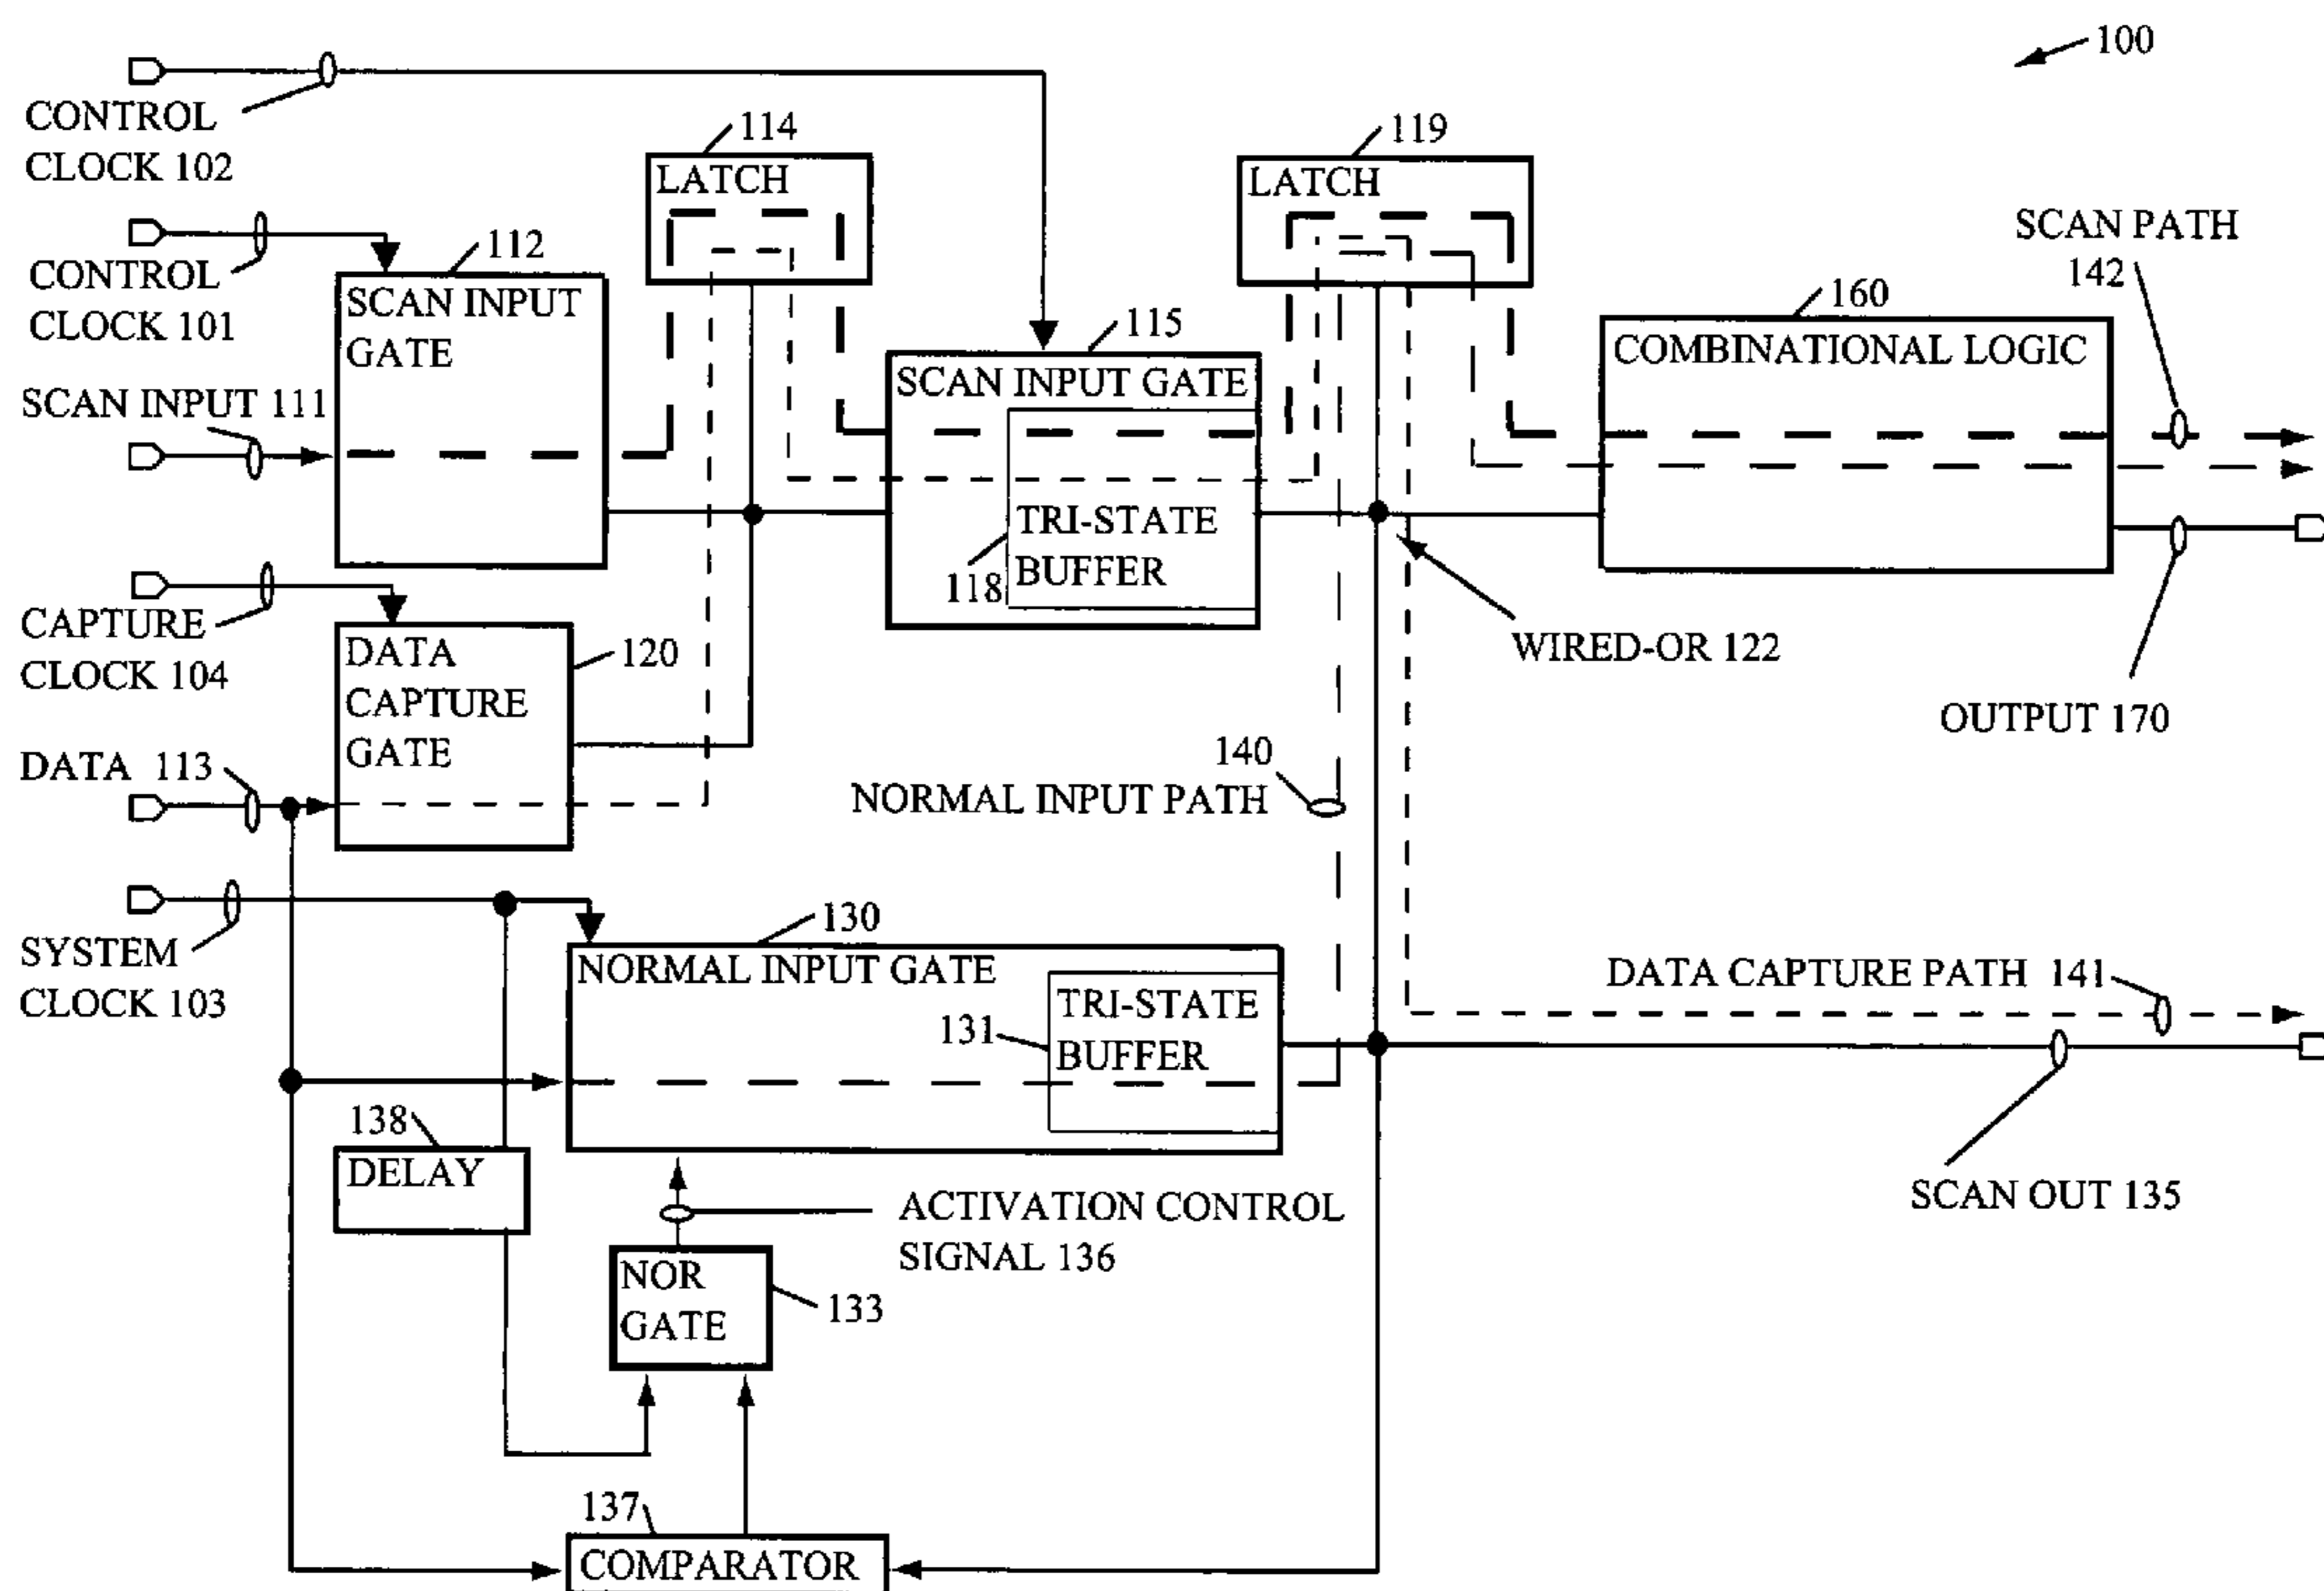 100
CONTROL
CLOCK 102
114
LATCH
119
LATCH
CONTROL
CLOCK 101
112
SCAN INPUT
GATE
SCAN PATH
142
115
SCAN INPUT GATE
160
COMBINATIONAL LOGIC
SCAN INPUT 111
TRI-STATE
BUFFER
118
CAPTURE
CLOCK 104
DATA
CAPTURE
GATE
120
WIRED-OR 122
OUTPUT 170
DATA 113
140
NORMAL INPUT PATH
SYSTEM
CLOCK 103
130
NORMAL INPUT GATE
TRI-STATE
BUFFER
131
DATA CAPTURE PATH 141
138
DELAY
ACTIVATION CONTROL
SIGNAL 136
SCAN OUT 135
NOR
GATE
133
137
COMPARATOR